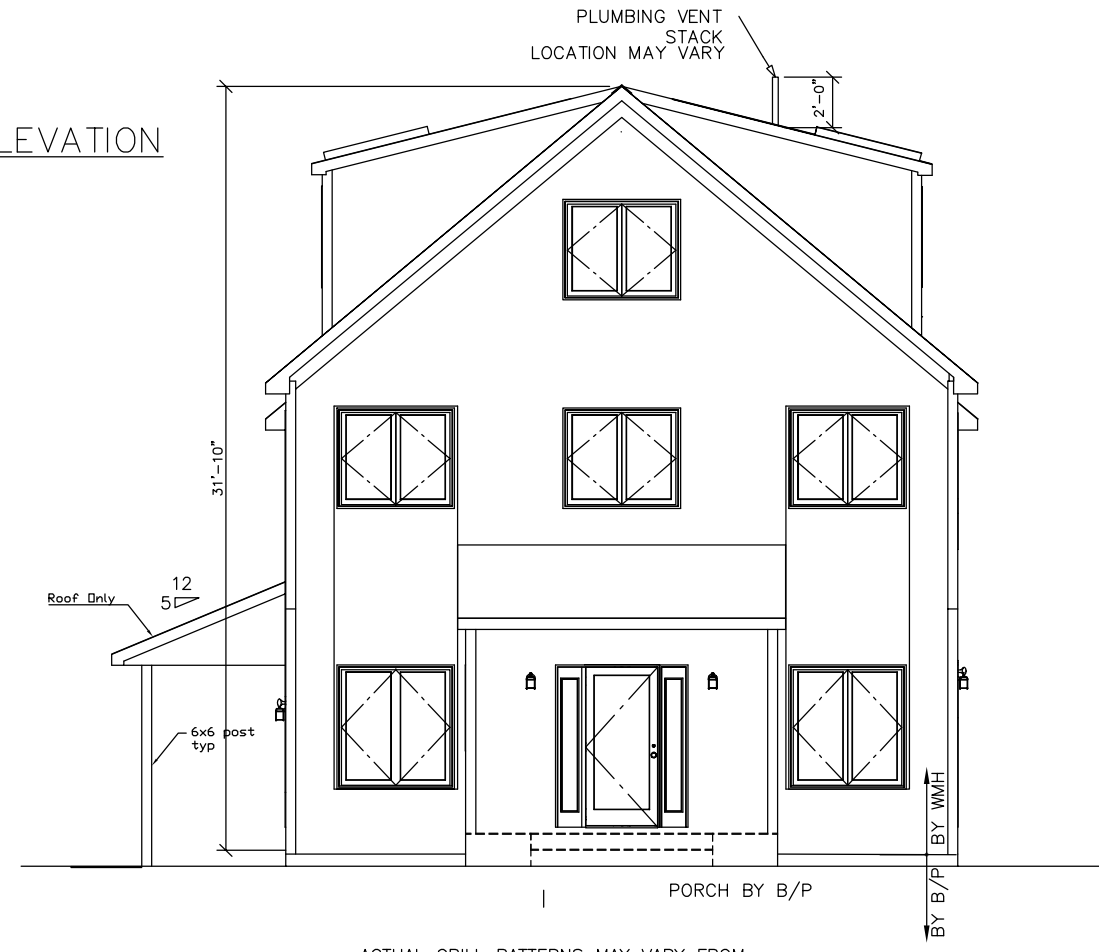 PLUMBING VENT
STACK
LOCATION MAY VARY
2'-0"
LEVATION
31'-10"
12
5
Roof Only
6x6 post
typ
BY WMH
BY B/P
PORCH BY B/P
ACTUAL GRILL PATTERNS MAY VARY FROM